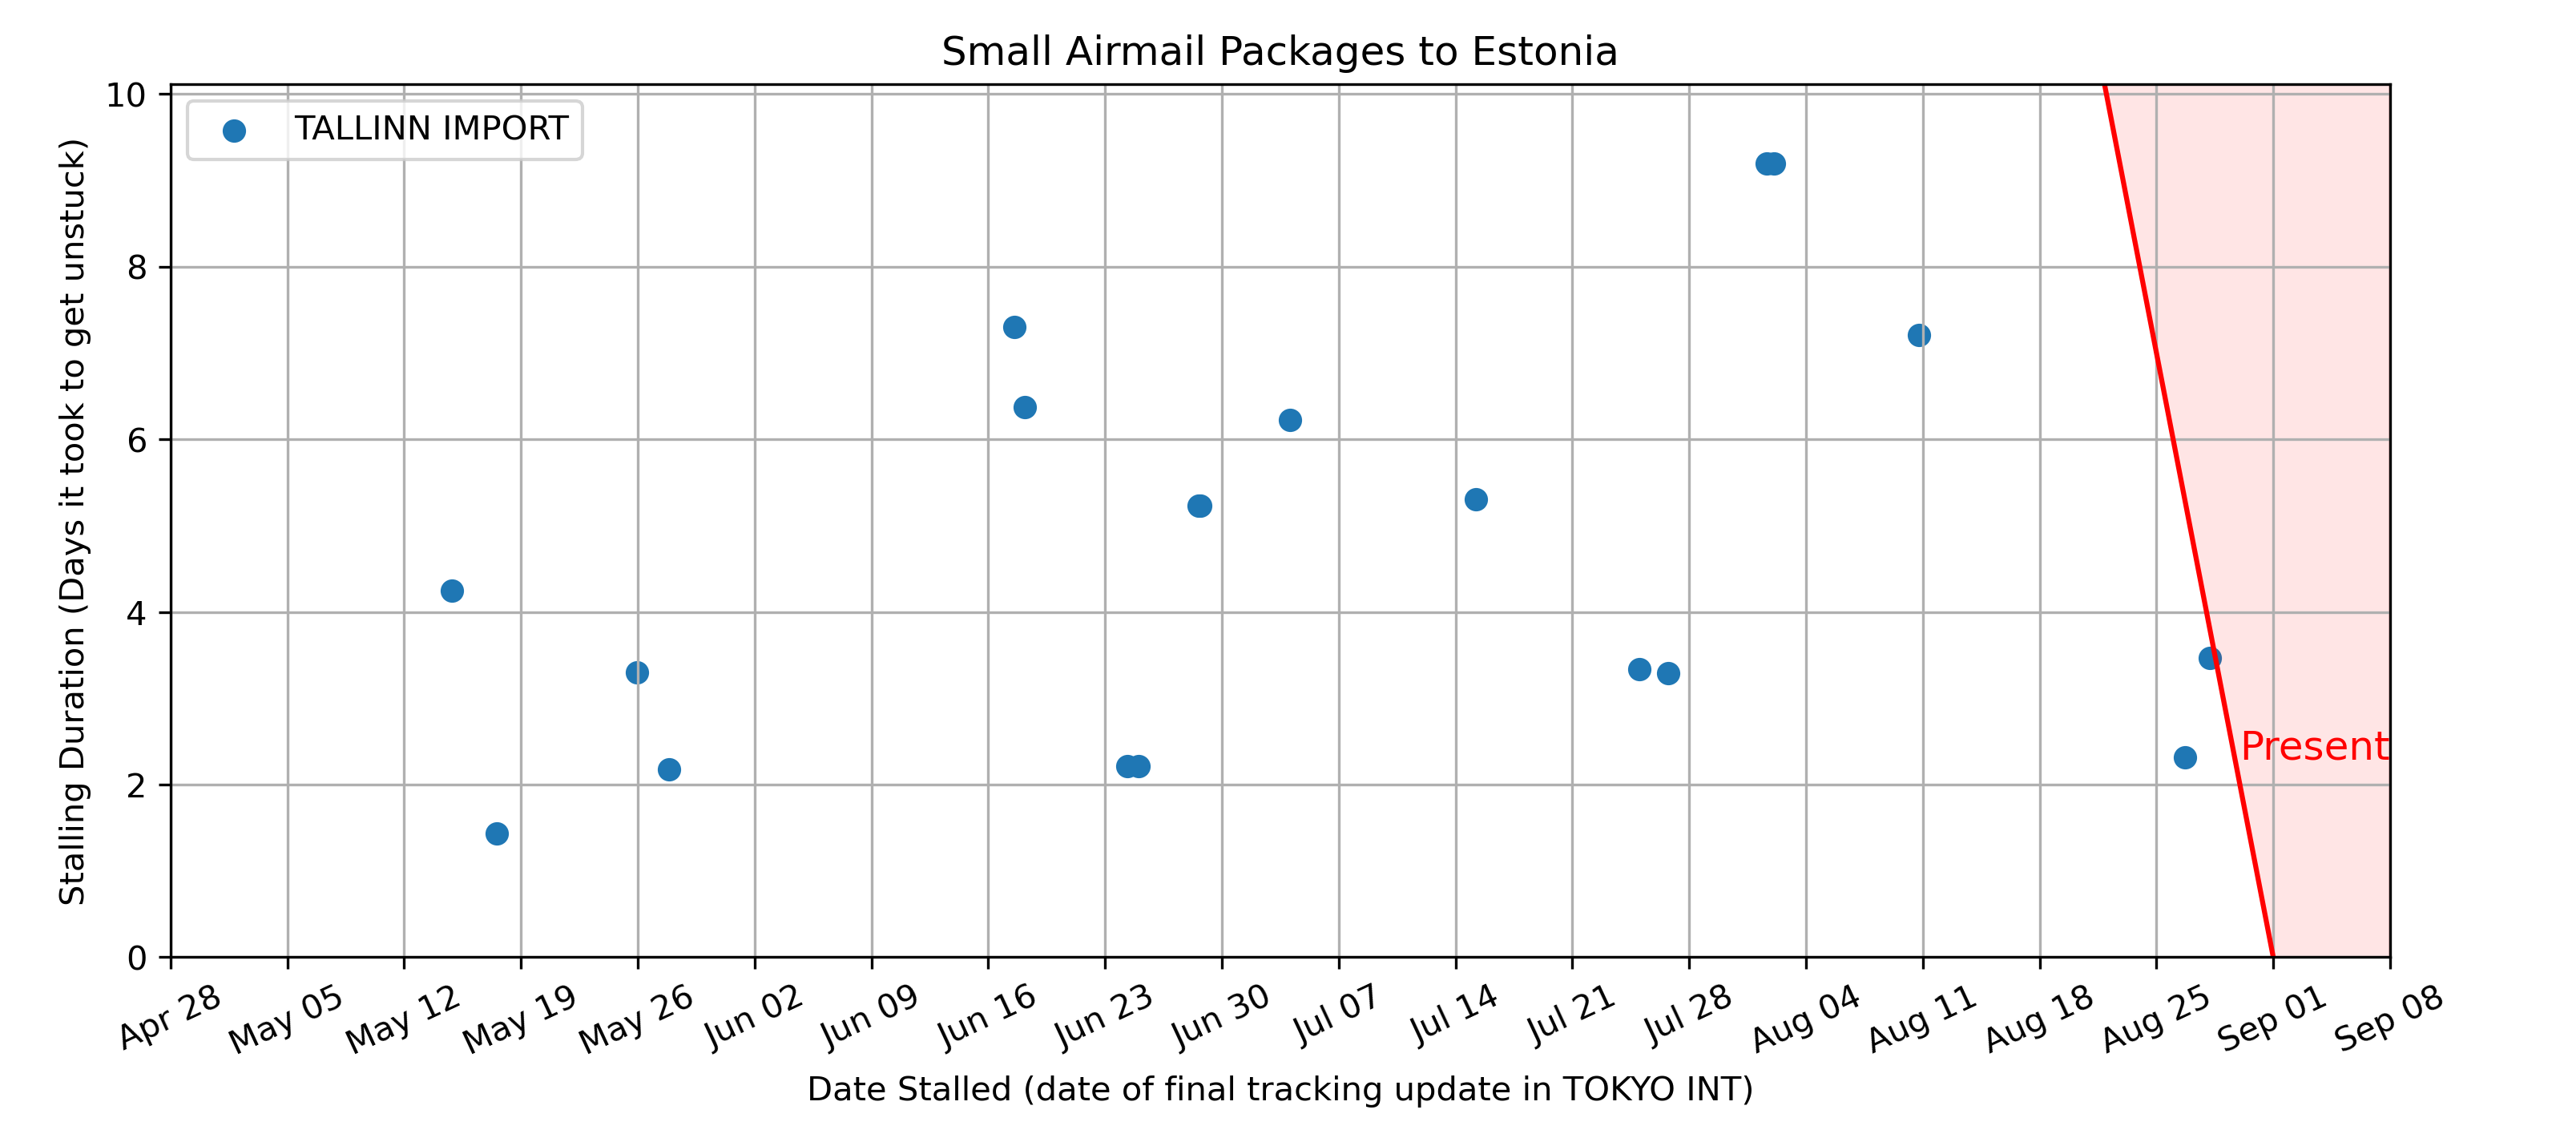 Small Airmail Packages to Estonia
TALLINN IMPORT
Stalling Duration (Days it took to get unstuck)
10
8
6
4
2
0
Present
Apr 28
May 05
May 12
May 19
May 26
Jun 02
Jun 09
Jun 16
Jun 23
Jun 30
Jul 07
Jul 14
Jul 21
Jul 28
Aug 04
Aug 11
Aug 18
Aug 25
Sep 01
Sep 08
Date Stalled (date of final tracking update in TOKYO INT)